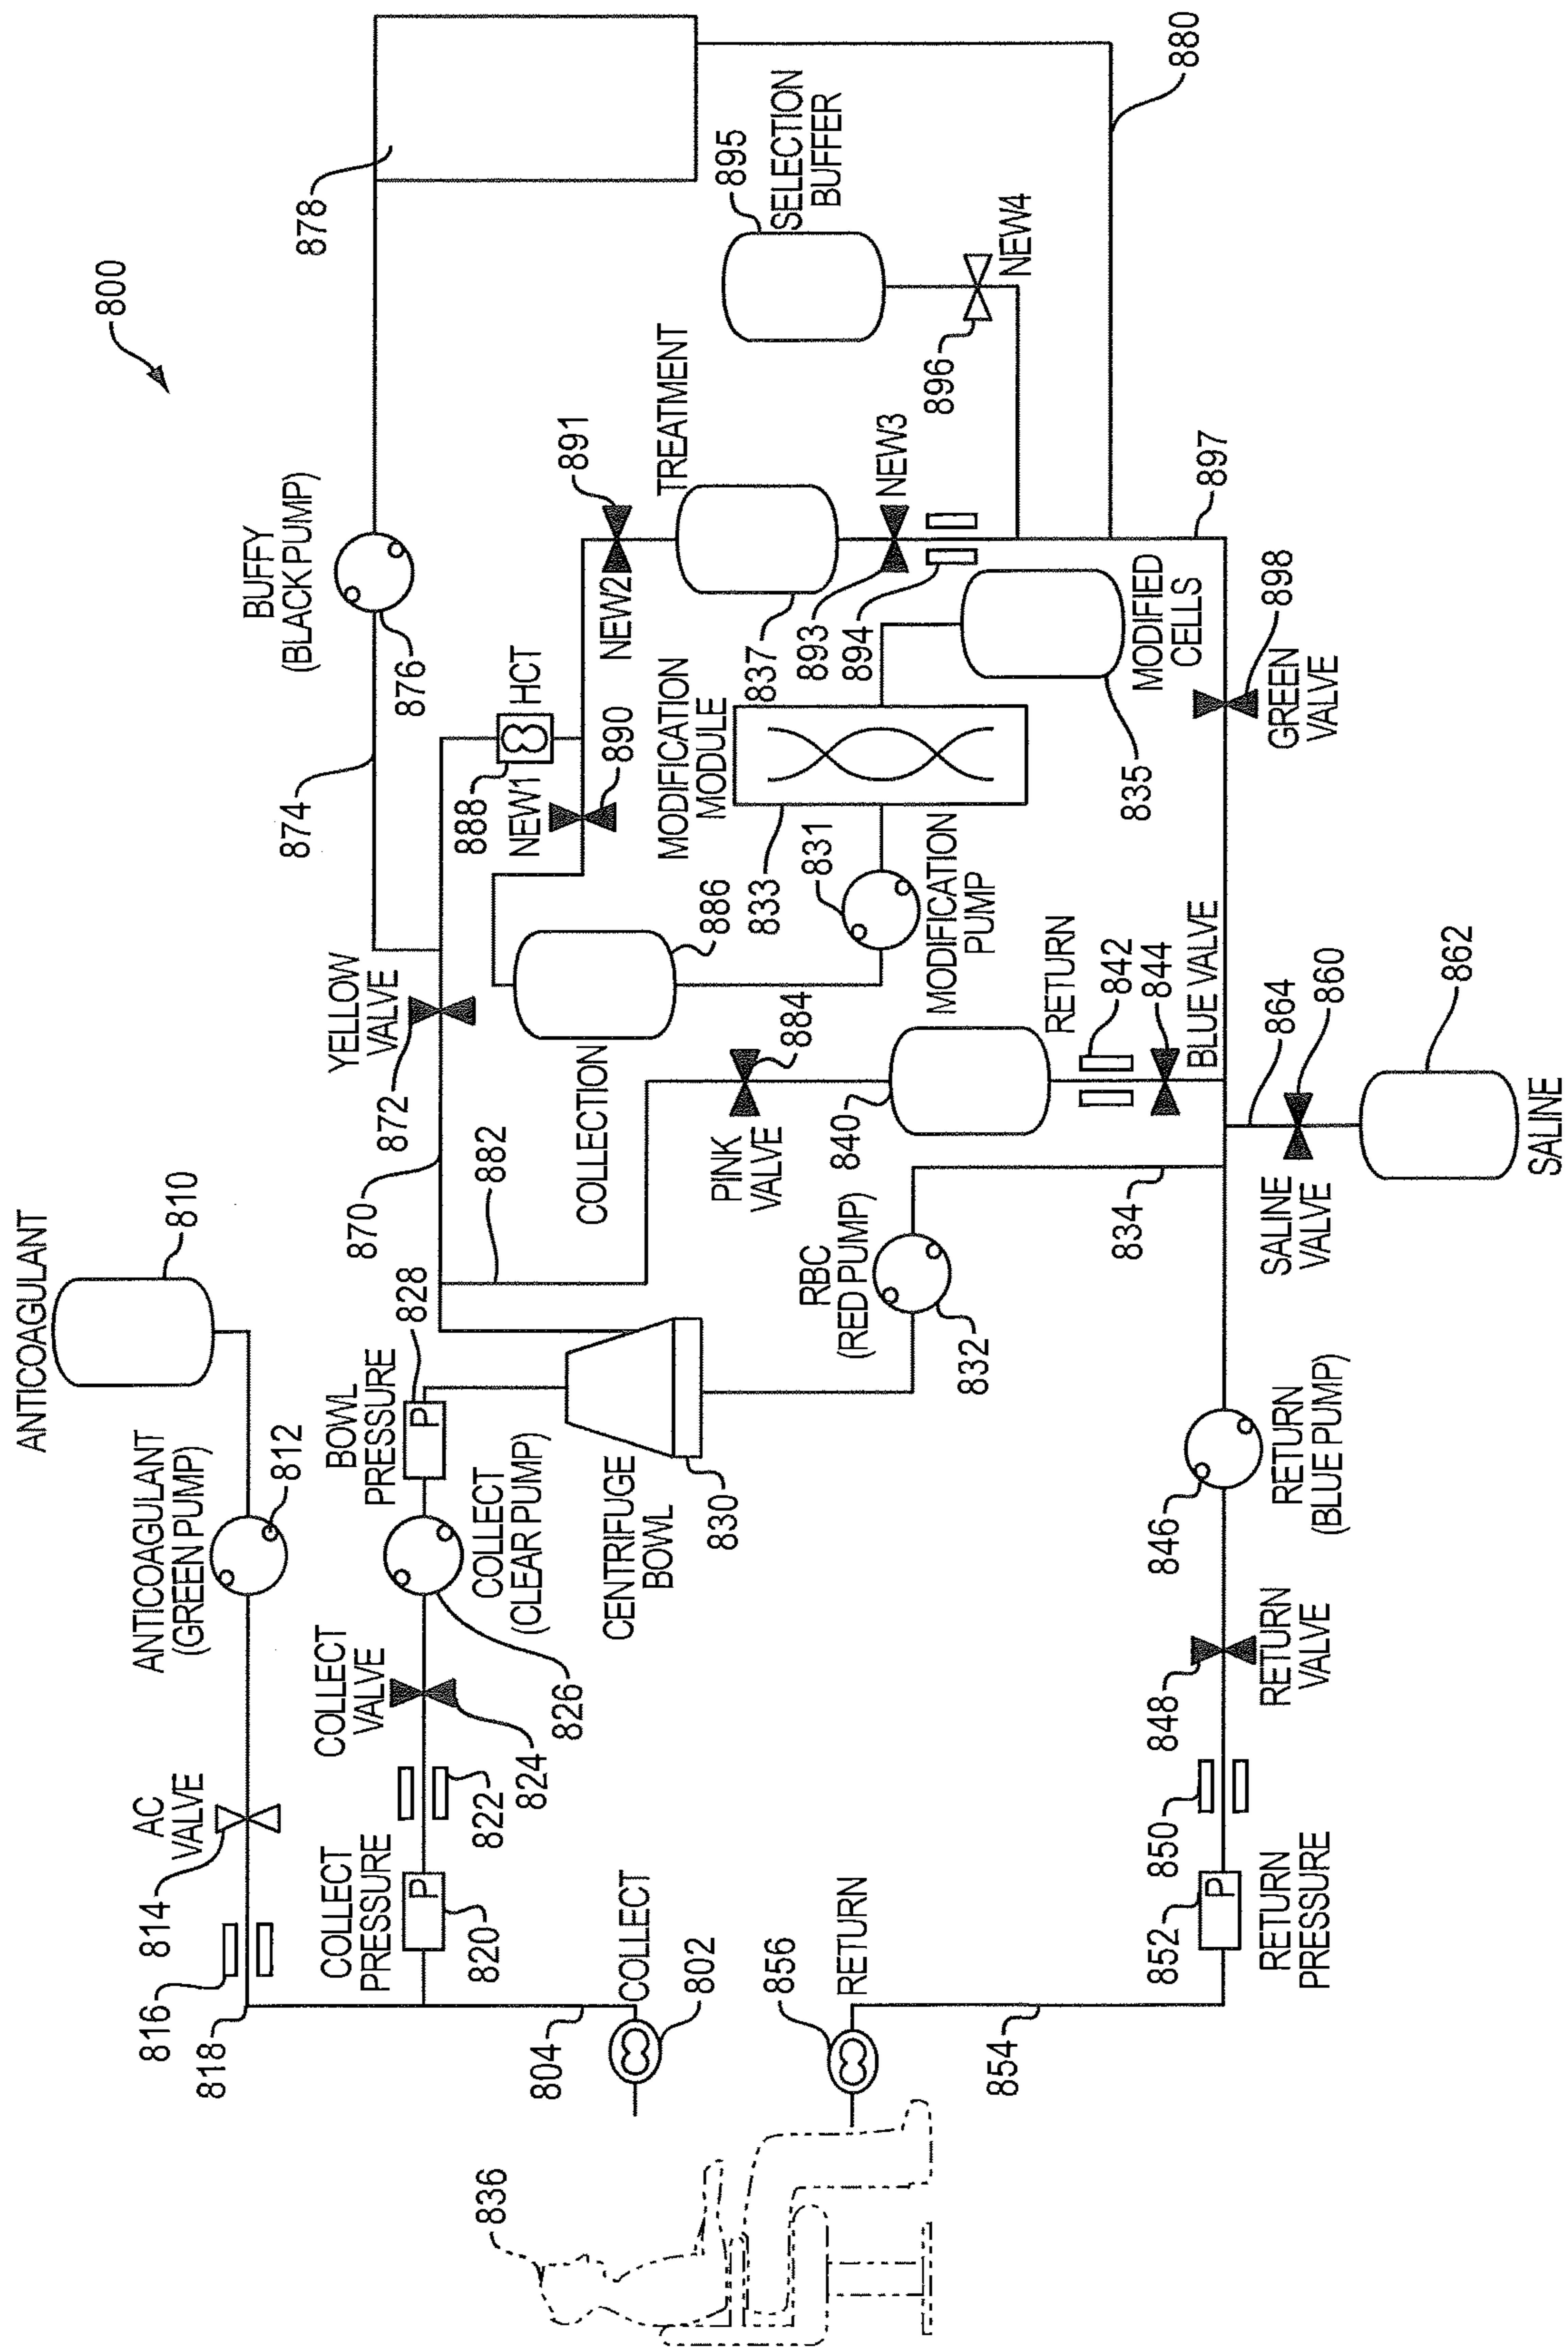 800
ANTICOAGULANT
810
ANTICOAGULANT
(GREEN PUMP)
812
AC
VALVE
814
816
818
COLLECT
PRESSURE
820
822
COLLECT
VALVE
824
826
COLLECT
(CLEAR PUMP)
BOWL
PRESSURE
828
P
P
CENTRIFUGE
BOWL
830
804
COLLECT
802
836
856
RETURN
854
852
P
RETURN
PRESSURE
850
848
RETURN
VALVE
846
RETURN
(BLUE PUMP)
RBC
(RED PUMP)
832
834
SALINE
VALVE
860
864
862
SALINE
870
882
872
YELLOW
VALVE
874
876
BUFFY
(BLACK PUMP)
878
880
PINK
VALVE
884
840
RETURN
842
844
BLUE VALVE
COLLECTION
886
888
HCT
NEW1
890
NEW2
891
MODIFICATION
MODULE
833
831
MODIFICATION
PUMP
835
MODIFIED
CELLS
TREATMENT
837
893
NEW3
894
895
SELECTION
BUFFER
896
NEW4
897
898
GREEN
VALVE